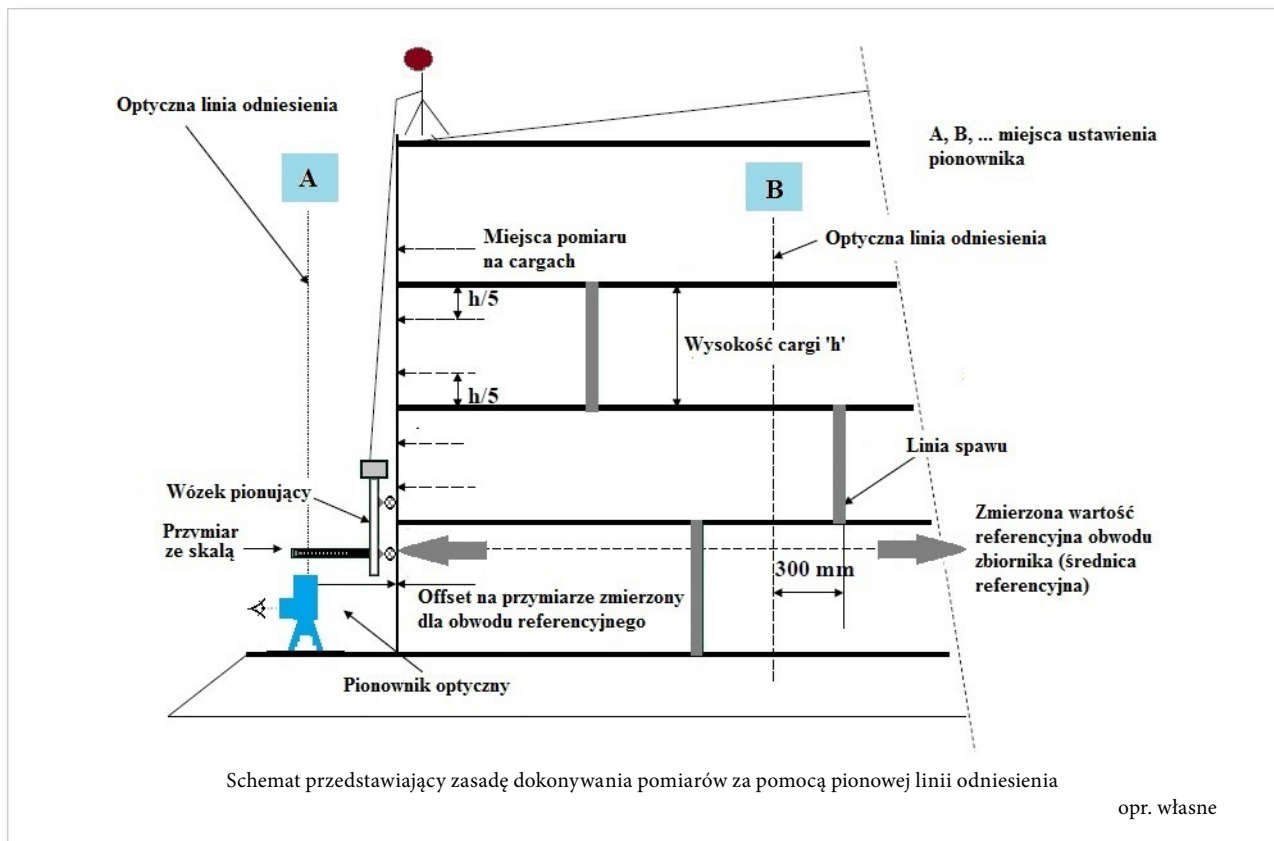 Optyczna linia odniesienia
A, B, ... miejsca ustawienia
pionownika
A
B
Miejsca pomiaru
na cargach
Optyczna linia odniesienia
h/5
Wysokość cargi 'h'
h/5
Linia spawu
Wózek pionujący
Przymiar
ze skalą
Zmierzona wartość
referencyjna obwodu
zbiornika (średnica
referencyjna)
300 mm
Offset na przymiarze zmierzony
dla obwodu referencyjnego
Pionownik optyczny
Schemat przedstawiający zasadę dokonywania pomiarów za pomocą pionowej linii odniesienia
opr. własne